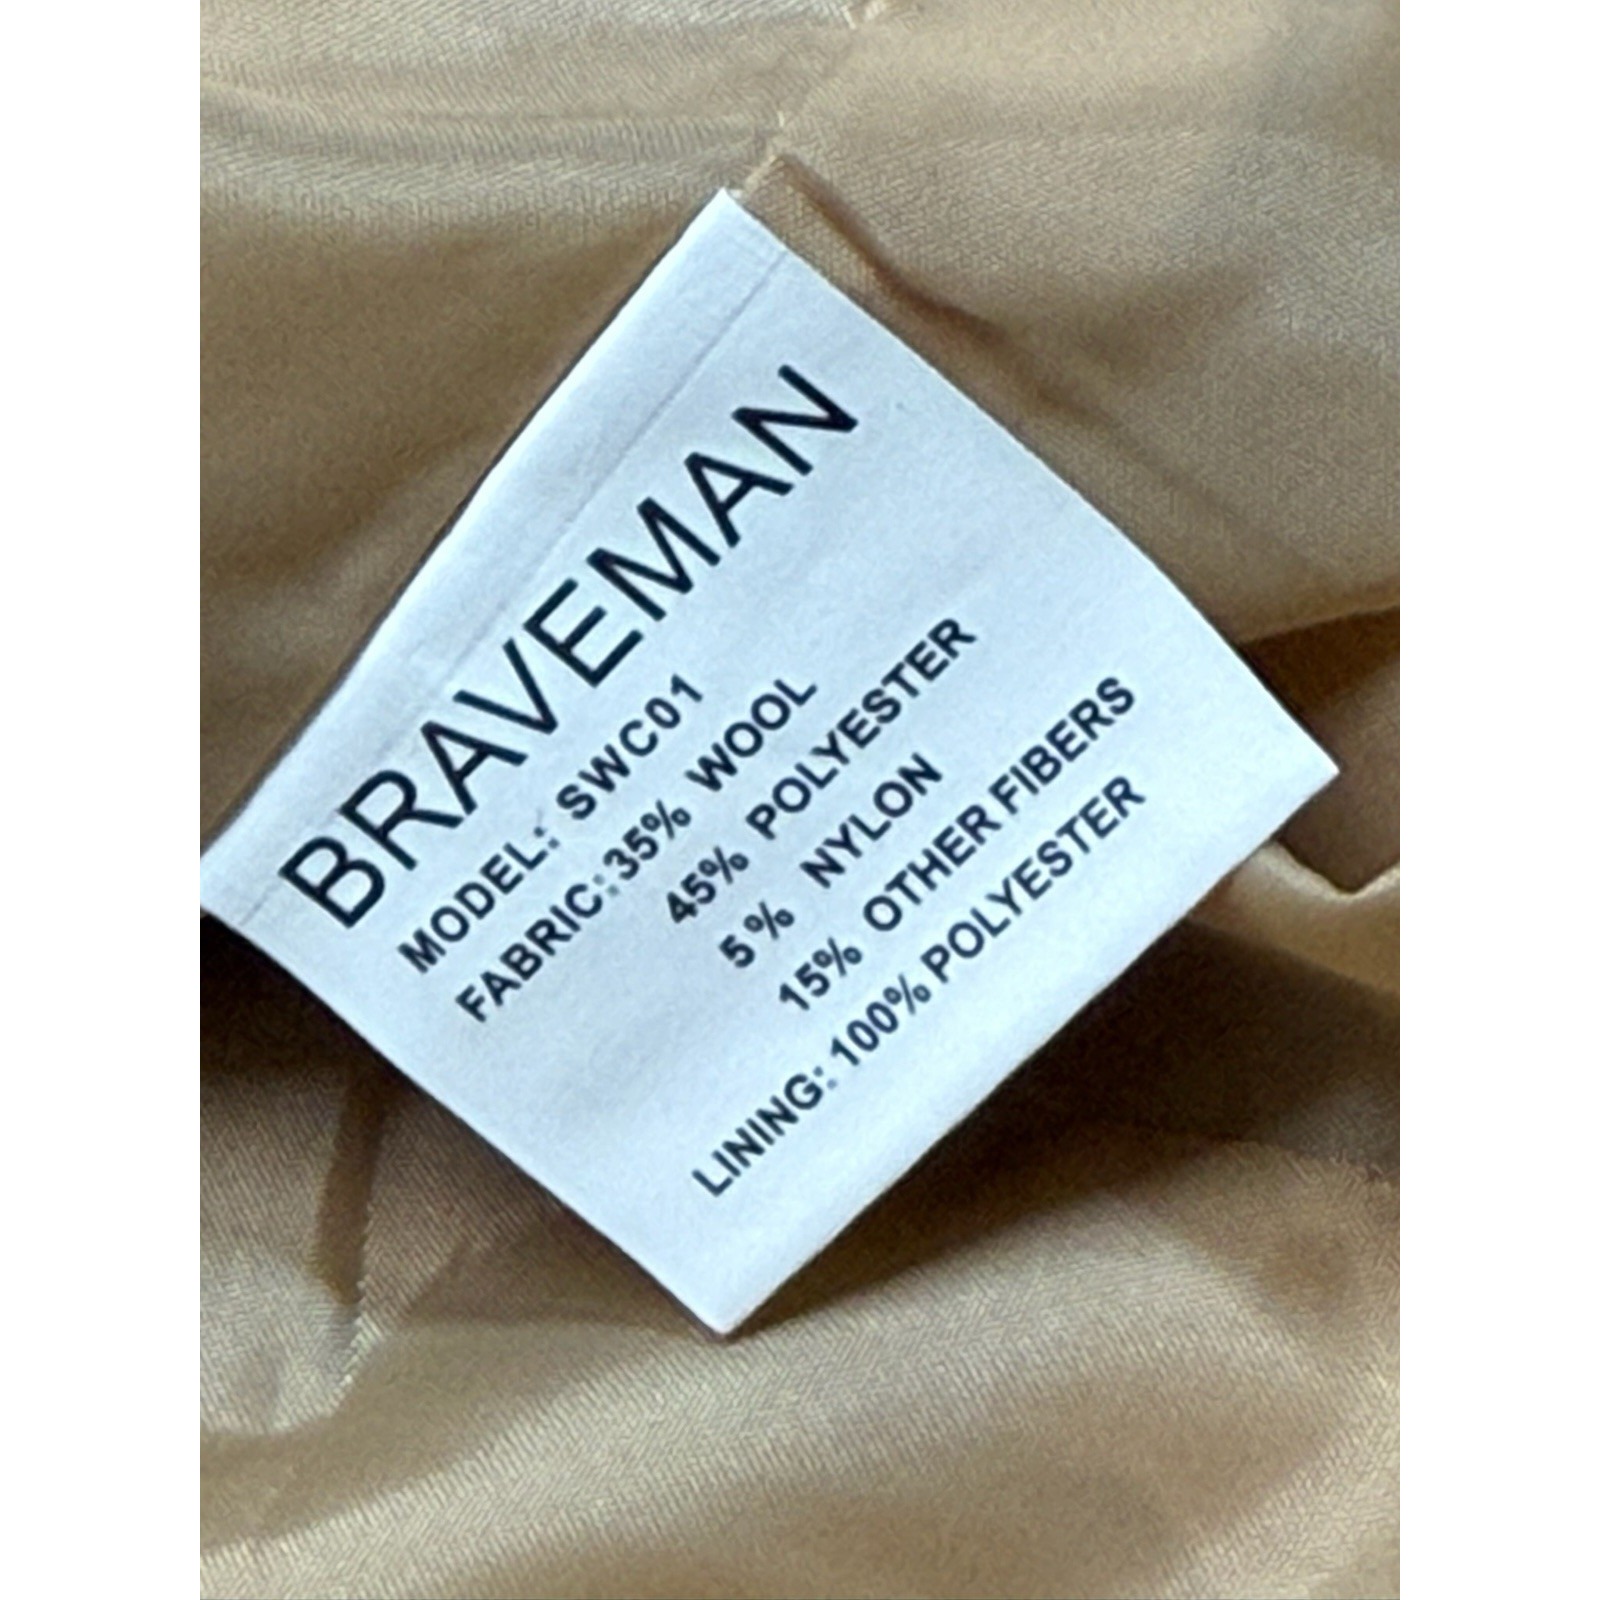 BRAVEMAN
MODEL: SWC01
FABRIC: 35% WOOL
45% POLYESTER
5% NYLON
15% OTHER FIBERS
LINING: 100% POLYESTER